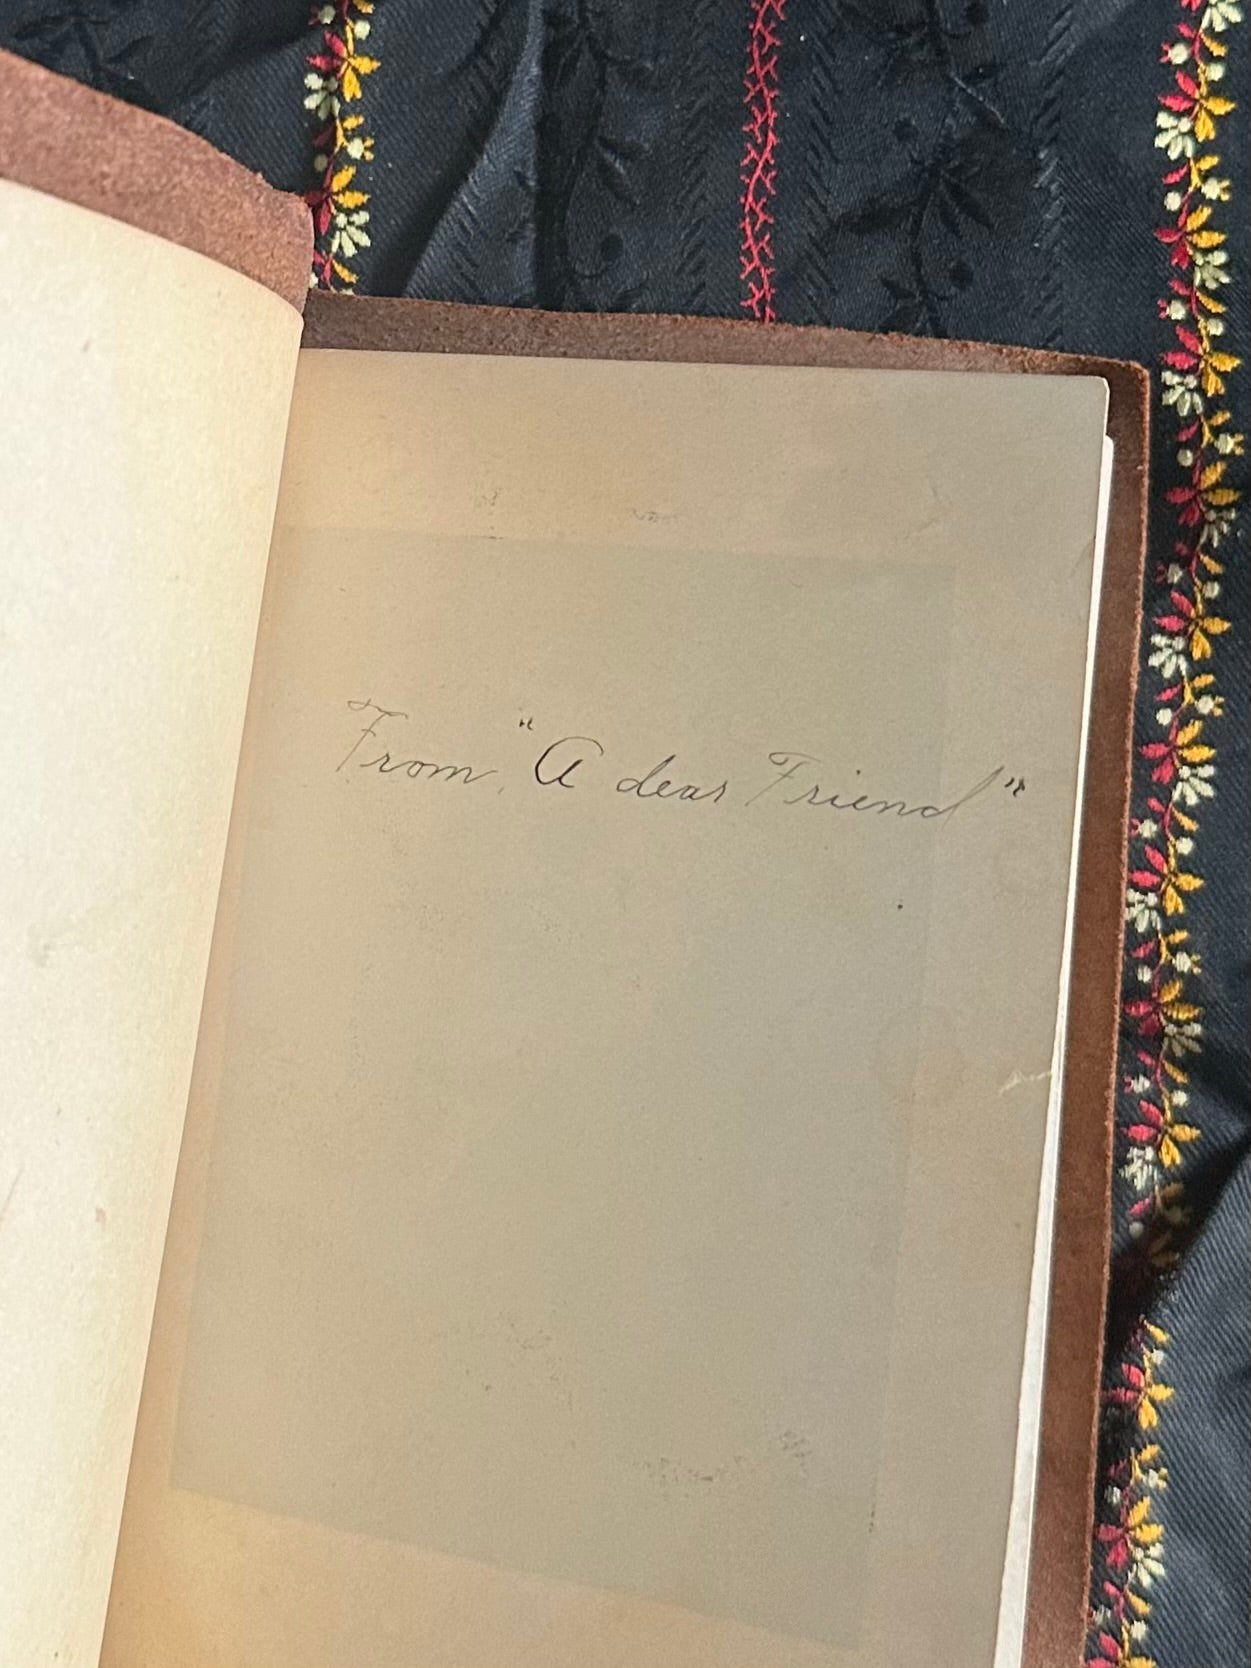 From, "A dear Friend"